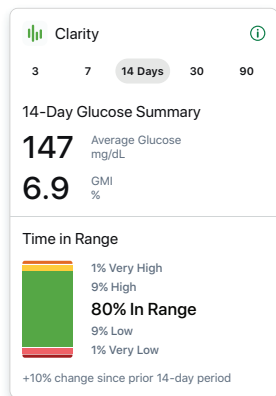 Clarity
3 7 14 Days 30 90
14-Day Glucose Summary
147 Average Glucose
mg/dL
6.9 GMI
%
Time in Range
1% Very High
9% High
80% In Range
9% Low
1% Very Low
+10% change since prior 14-day period